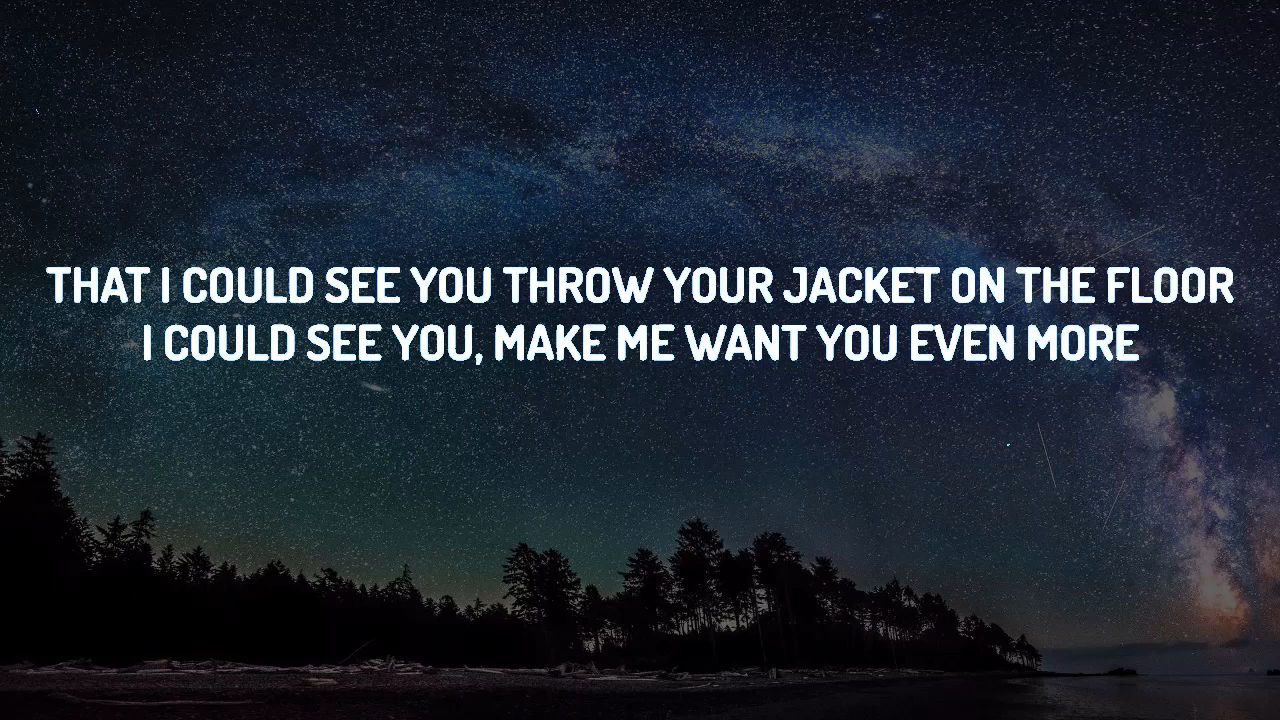 THAT I COULD SEE YOU THROW YOUR JACKET ON THE FLOOR
I COULD SEE YOU, MAKE ME WANT YOU EVEN MORE